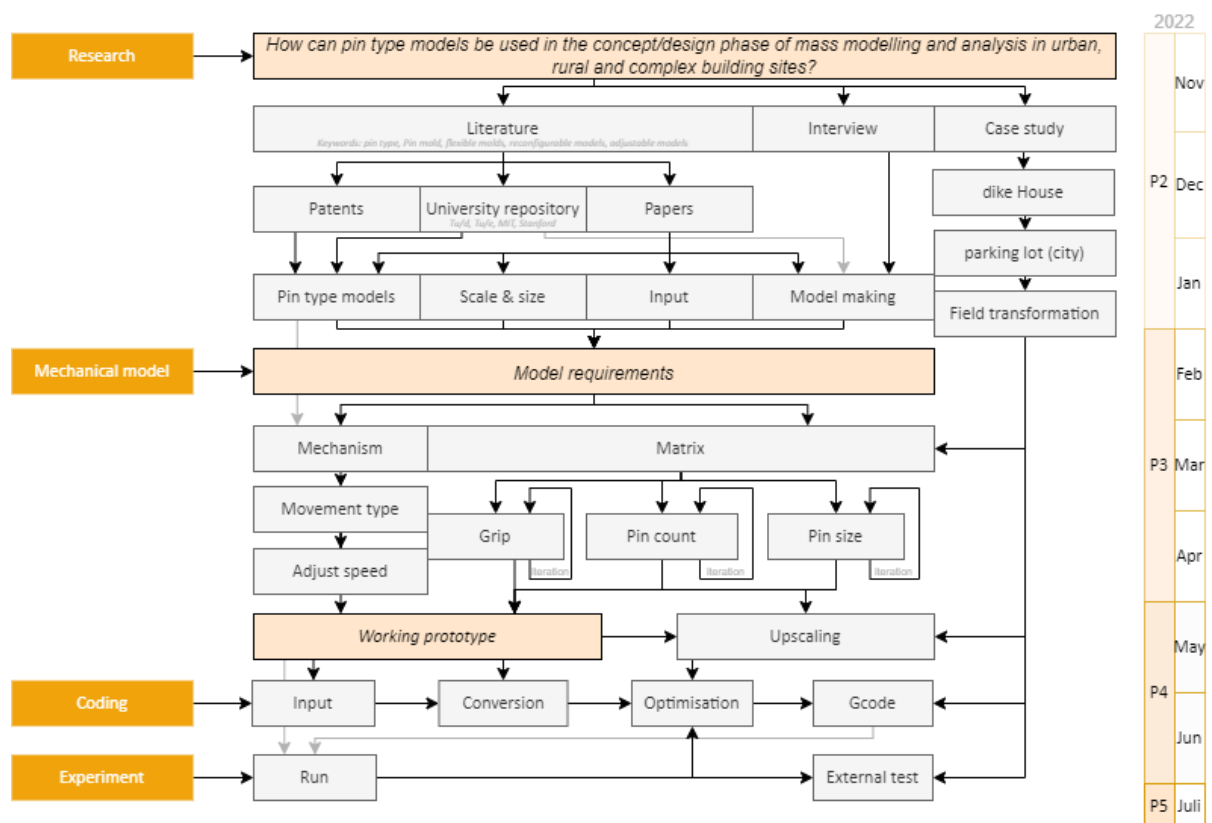 2022
Research
How can pin type models be used in the concept/design phase of mass modelling and analysis in urban,
rural and complex building sites?
Nov
Literature
Interview
Case study
Keywords: pin type, Pin mold, flexible molds, reconfigurable models, adjustable models
P2
Dec
dike House
Patents
University repository
Papers
Tu/d, Tu/e, MIT, Stanford
parking lot (city)
Jan
Pin type models
Scale & size
Input
Model making
Field transformation
Mechanical model
Model requirements
Feb
Mechanism
Matrix
P3
Mar
Movement type
Grip
Pin count
Pin size
Apr
Adjust speed
Iteration
Iteration
Iteration
Working prototype
Upscaling
May
P4
Coding
Input
Conversion
Optimisation
Gcode
Jun
Experiment
Run
External test
P5
Juli